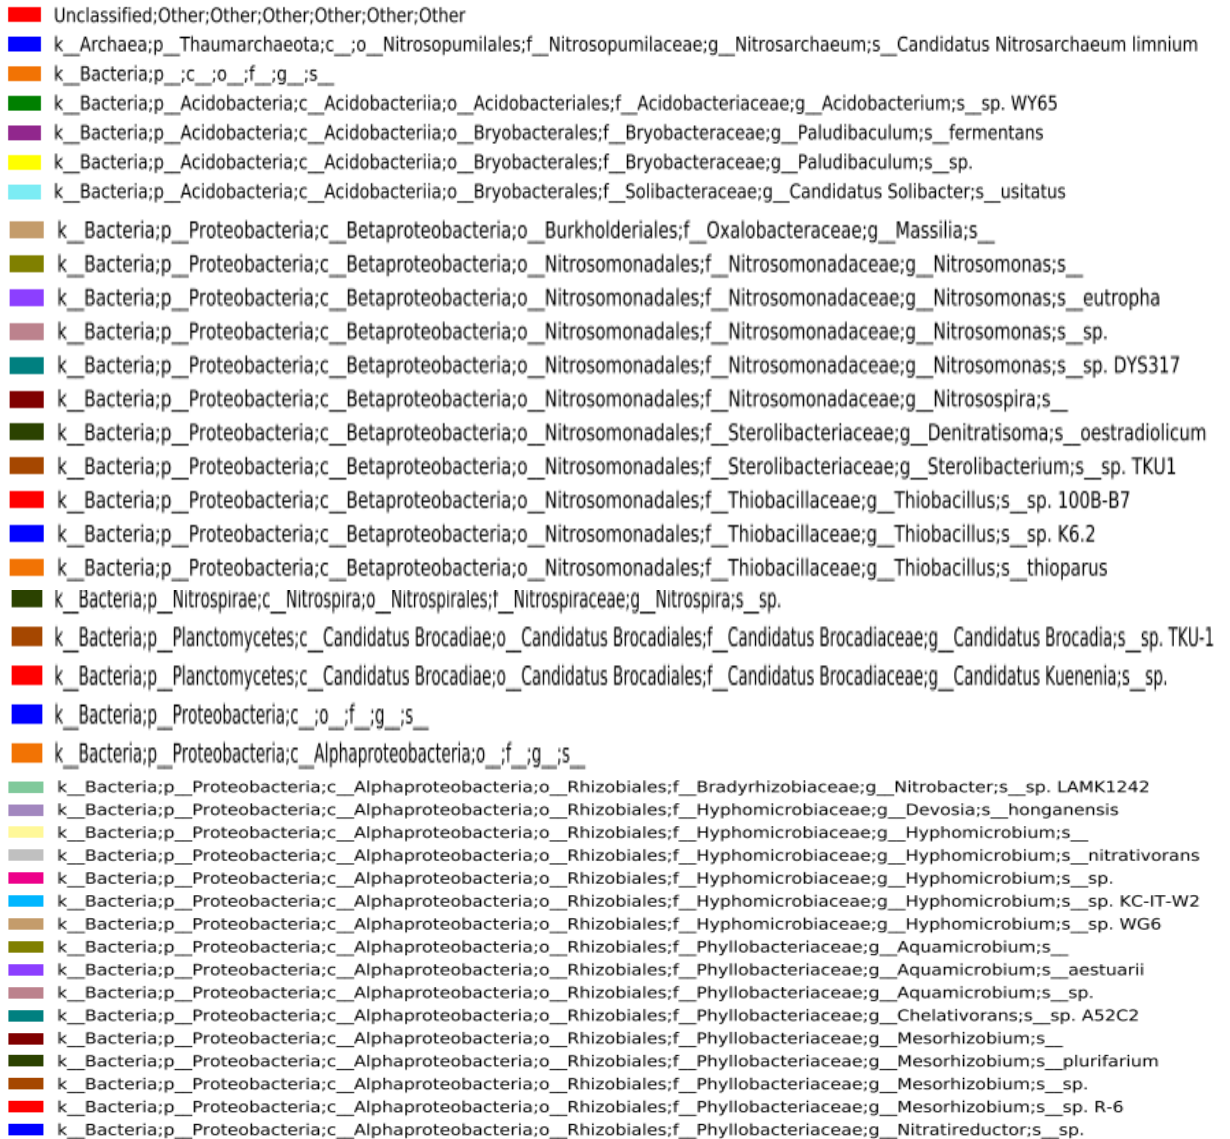 Unclassified;Other;Other;Other;Other;Other;Other
k__Archaea;p__Thaumarchaeota;c__;o__Nitrosopumilales;f__Nitrosopumilaceae;g__Nitrosarchaeum;s__Candidatus Nitrosarchaeum limnium
k__Bacteria;p__;c__;o__;f__;g__;s__
k__Bacteria;p__Acidobacteria;c__Acidobacteriia;o__Acidobacteriales;f__Acidobacteriaceae;g__Acidobacterium;s__sp. WY65
k__Bacteria;p__Acidobacteria;c__Acidobacteriia;o__Bryobacterales;f__Bryobacteraceae;g__Paludibaculum;s__fermentans
k__Bacteria;p__Acidobacteria;c__Acidobacteriia;o__Bryobacterales;f__Bryobacteraceae;g__Paludibaculum;s__sp.
k__Bacteria;p__Acidobacteria;c__Acidobacteriia;o__Bryobacterales;f__Solibacteraceae;g__Candidatus Solibacter;s__usitatus
k__Bacteria;p__Proteobacteria;c__Betaproteobacteria;o__Burkholderiales;f__Oxalobacteraceae;g__Massilia;s__
k__Bacteria;p__Proteobacteria;c__Betaproteobacteria;o__Nitrosomonadales;f__Nitrosomonadaceae;g__Nitrosomonas;s__
k__Bacteria;p__Proteobacteria;c__Betaproteobacteria;o__Nitrosomonadales;f__Nitrosomonadaceae;g__Nitrosomonas;s__eutropha
k__Bacteria;p__Proteobacteria;c__Betaproteobacteria;o__Nitrosomonadales;f__Nitrosomonadaceae;g__Nitrosomonas;s__sp.
k__Bacteria;p__Proteobacteria;c__Betaproteobacteria;o__Nitrosomonadales;f__Nitrosomonadaceae;g__Nitrosomonas;s__sp. DYS317
k__Bacteria;p__Proteobacteria;c__Betaproteobacteria;o__Nitrosomonadales;f__Nitrosomonadaceae;g__Nitrosospira;s__
k__Bacteria;p__Proteobacteria;c__Betaproteobacteria;o__Nitrosomonadales;f__Sterolibacteriaceae;g__Denitratisoma;s__oestradiolicum
k__Bacteria;p__Proteobacteria;c__Betaproteobacteria;o__Nitrosomonadales;f__Sterolibacteriaceae;g__Sterolibacterium;s__sp. TKU1
k__Bacteria;p__Proteobacteria;c__Betaproteobacteria;o__Nitrosomonadales;f__Thiobacillaceae;g__Thiobacillus;s__sp. 100B-B7
k__Bacteria;p__Proteobacteria;c__Betaproteobacteria;o__Nitrosomonadales;f__Thiobacillaceae;g__Thiobacillus;s__sp. K6.2
k__Bacteria;p__Proteobacteria;c__Betaproteobacteria;o__Nitrosomonadales;f__Thiobacillaceae;g__Thiobacillus;s__thioparus
k__Bacteria;p__Nitrospirae;c__Nitrospira;o__Nitrospirales;f__Nitrospiraceae;g__Nitrospira;s__sp.
k__Bacteria;p__Planctomycetes;c__Candidatus Brocadiae;o__Candidatus Brocadiales;f__Candidatus Brocadiaceae;g__Candidatus Brocadia;s__sp. TKU-1
k__Bacteria;p__Planctomycetes;c__Candidatus Brocadiae;o__Candidatus Brocadiales;f__Candidatus Brocadiaceae;g__Candidatus Kuenenia;s__sp.
k__Bacteria;p__Proteobacteria;c__;o__;f__;g__;s__
k__Bacteria;p__Proteobacteria;c__Alphaproteobacteria;o__;f__;g__;s__
k__Bacteria;p__Proteobacteria;c__Alphaproteobacteria;o__Rhizobiales;f__Bradyrhizobiaceae;g__Nitrobacter;s__sp. LAMK1242
k__Bacteria;p__Proteobacteria;c__Alphaproteobacteria;o__Rhizobiales;f__Hyphomicrobiaceae;g__Devosia;s__honganensis
k__Bacteria;p__Proteobacteria;c__Alphaproteobacteria;o__Rhizobiales;f__Hyphomicrobiaceae;g__Hyphomicrobium;s__
k__Bacteria;p__Proteobacteria;c__Alphaproteobacteria;o__Rhizobiales;f__Hyphomicrobiaceae;g__Hyphomicrobium;s__nitrativorans
k__Bacteria;p__Proteobacteria;c__Alphaproteobacteria;o__Rhizobiales;f__Hyphomicrobiaceae;g__Hyphomicrobium;s__sp.
k__Bacteria;p__Proteobacteria;c__Alphaproteobacteria;o__Rhizobiales;f__Hyphomicrobiaceae;g__Hyphomicrobium;s__sp. KC-IT-W2
k__Bacteria;p__Proteobacteria;c__Alphaproteobacteria;o__Rhizobiales;f__Hyphomicrobiaceae;g__Hyphomicrobium;s__sp. WG6
k__Bacteria;p__Proteobacteria;c__Alphaproteobacteria;o__Rhizobiales;f__Phyllobacteriaceae;g__Aquamicrobium;s__
k__Bacteria;p__Proteobacteria;c__Alphaproteobacteria;o__Rhizobiales;f__Phyllobacteriaceae;g__Aquamicrobium;s__aestuarii
k__Bacteria;p__Proteobacteria;c__Alphaproteobacteria;o__Rhizobiales;f__Phyllobacteriaceae;g__Aquamicrobium;s__sp.
k__Bacteria;p__Proteobacteria;c__Alphaproteobacteria;o__Rhizobiales;f__Phyllobacteriaceae;g__Chelativorans;s__sp. A52C2
k__Bacteria;p__Proteobacteria;c__Alphaproteobacteria;o__Rhizobiales;f__Phyllobacteriaceae;g__Mesorhizobium;s__
k__Bacteria;p__Proteobacteria;c__Alphaproteobacteria;o__Rhizobiales;f__Phyllobacteriaceae;g__Mesorhizobium;s__plurifarium
k__Bacteria;p__Proteobacteria;c__Alphaproteobacteria;o__Rhizobiales;f__Phyllobacteriaceae;g__Mesorhizobium;s__sp.
k__Bacteria;p__Proteobacteria;c__Alphaproteobacteria;o__Rhizobiales;f__Phyllobacteriaceae;g__Mesorhizobium;s__sp. R-6
k__Bacteria;p__Proteobacteria;c__Alphaproteobacteria;o__Rhizobiales;f__Phyllobacteriaceae;g__Nitratireductor;s__sp.